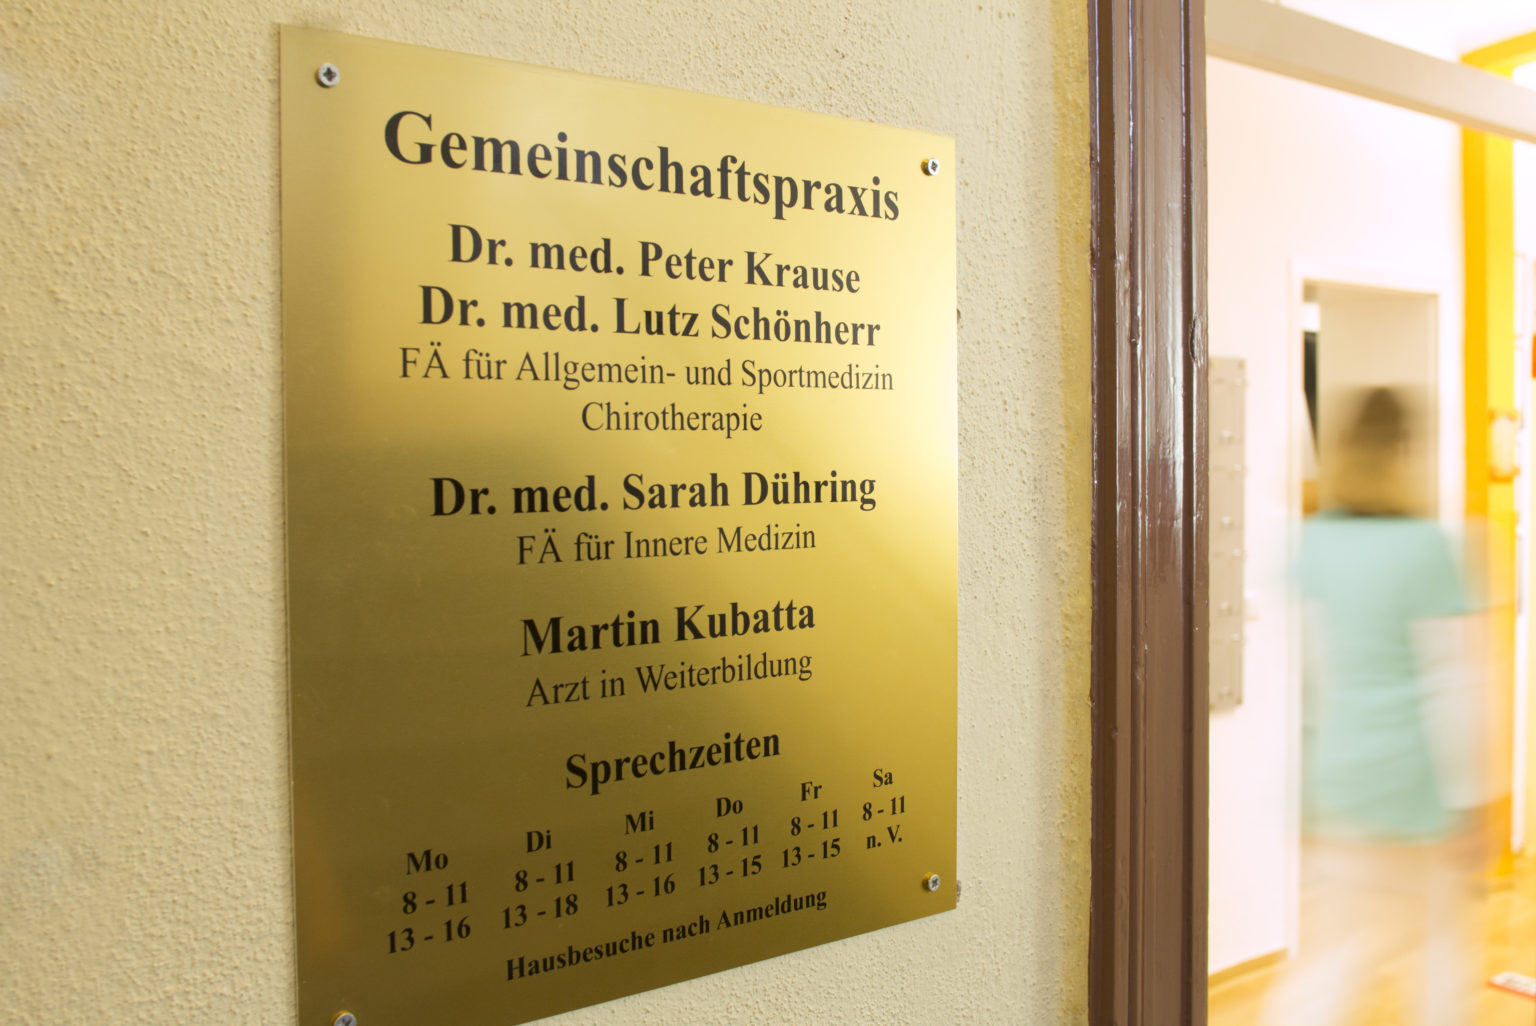 Gemeinschaftspraxis
Dr. med. Peter Krause
Dr. med. Lutz Schönherr
FÄ für Allgemein- und Sportmedizin
Chirotherapie
Dr. med. Sarah Dühring
FÄ für Innere Medizin
Martin Kubatta
Arzt in Weiterbildung
Sprechzeiten
Mo Di Mi Do Fr Sa
8 - 11 8 - 11 8 - 11 8 - 11 8 - 11 8 - 11
13 - 16 13 - 18 13 - 16 13 - 15 13 - 15 n. V.
Hausbesuche nach Anmeldung